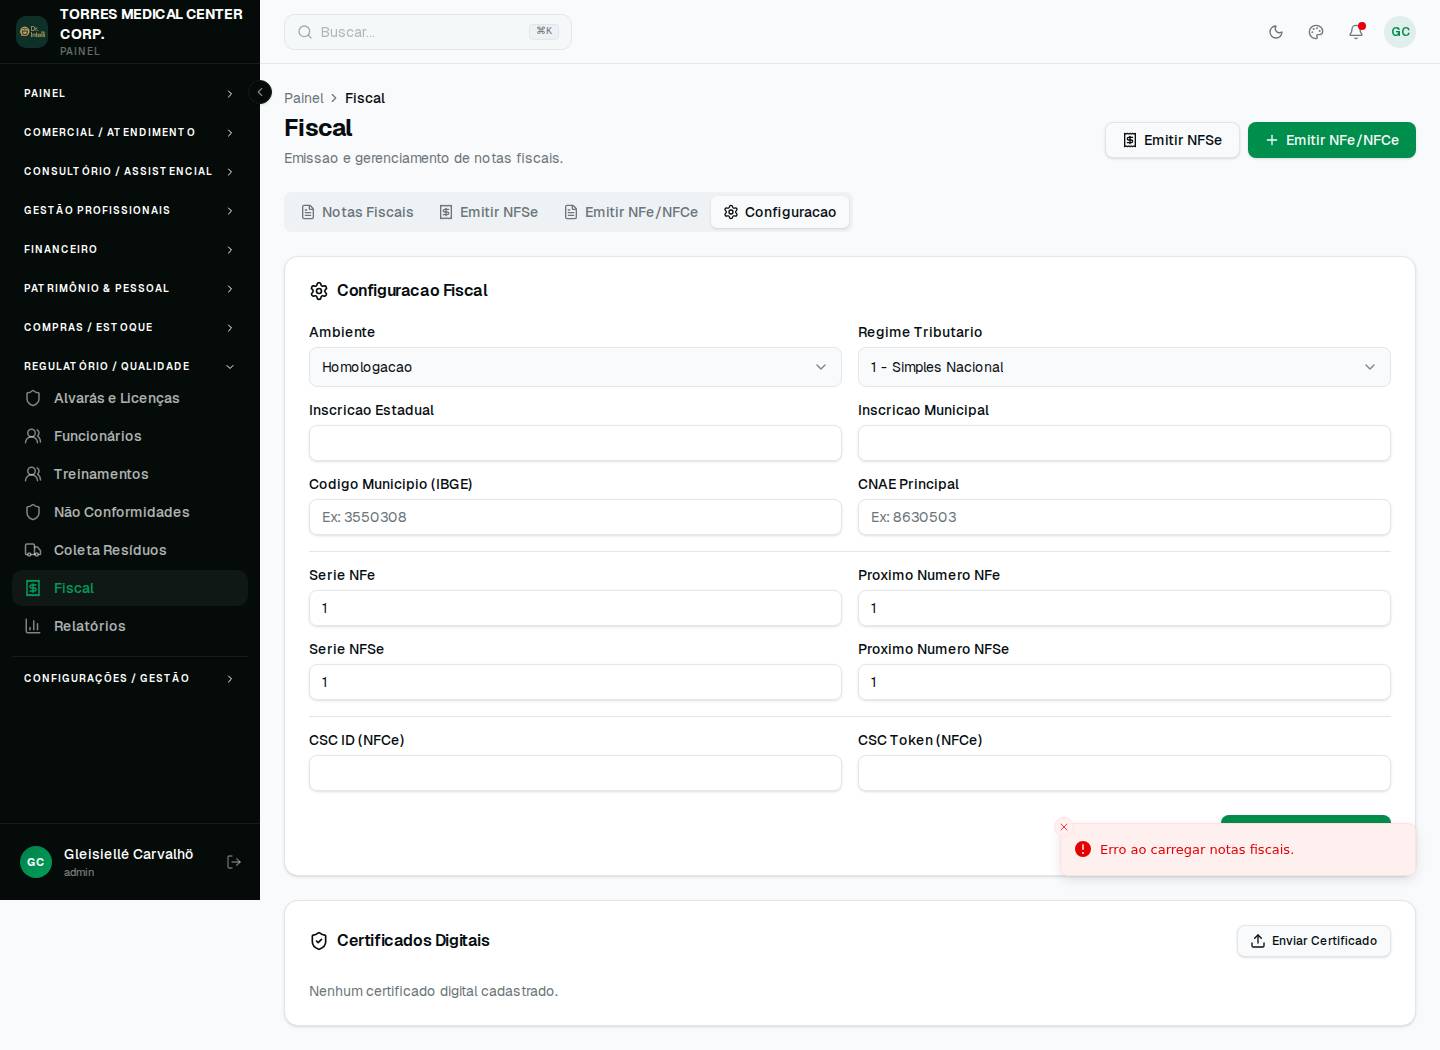 Dr.
Intelli
TORRES MEDICAL CENTER
CORP.
PAINEL
PAINEL
COMERCIAL / ATENDIMENTO
CONSULTÓRIO / ASSISTENCIAL
GESTÃO PROFISSIONAIS
FINANCEIRO
PATRIMÔNIO & PESSOAL
COMPRAS / ESTOQUE
REGULATÓRIO / QUALIDADE
Alvarás e Licenças
Funcionários
Treinamentos
Não Conformidades
Coleta Resíduos
Fiscal
Relatórios
CONFIGURAÇÕES / GESTÃO
GC
Gleisiellé Carvalhö
admin
Buscar...
⌘K
GC
Painel
Fiscal
Fiscal
Emissao e gerenciamento de notas fiscais.
Emitir NFSe
Emitir NFe/NFCe
Notas Fiscais
Emitir NFSe
Emitir NFe/NFCe
Configuracao
Configuracao Fiscal
Ambiente
Regime Tributario
Homologacao
1 - Simples Nacional
Inscricao Estadual
Inscricao Municipal
Codigo Municipio (IBGE)
CNAE Principal
Ex: 3550308
Ex: 8630503
Serie NFe
Proximo Numero NFe
1
1
Serie NFSe
Proximo Numero NFSe
1
1
CSC ID (NFCe)
CSC Token (NFCe)
Erro ao carregar notas fiscais.
Certificados Digitais
Enviar Certificado
Nenhum certificado digital cadastrado.